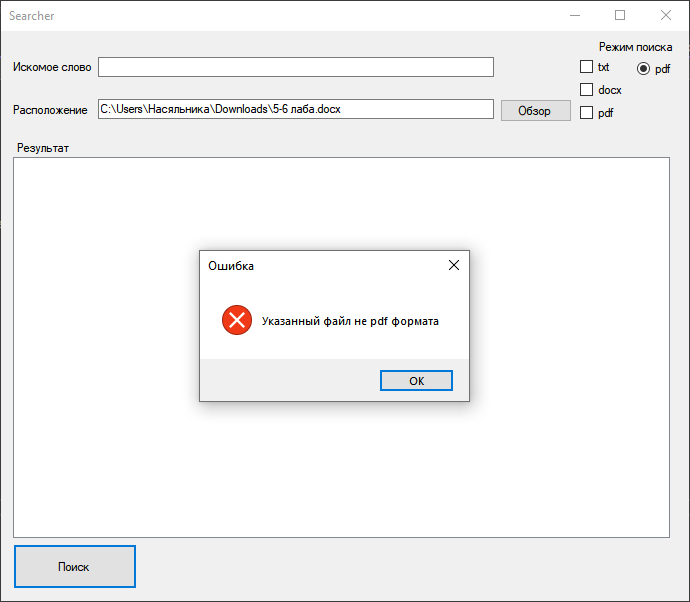 Searcher
Режим поиска
Искомое слово
txt
pdf
docx
Расположение
C:\Users\Насяльника\Downloads\5-6 лаба.docx
Обзор
pdf
Результат
Ошибка
Указанный файл не pdf формата
OK
Поиск